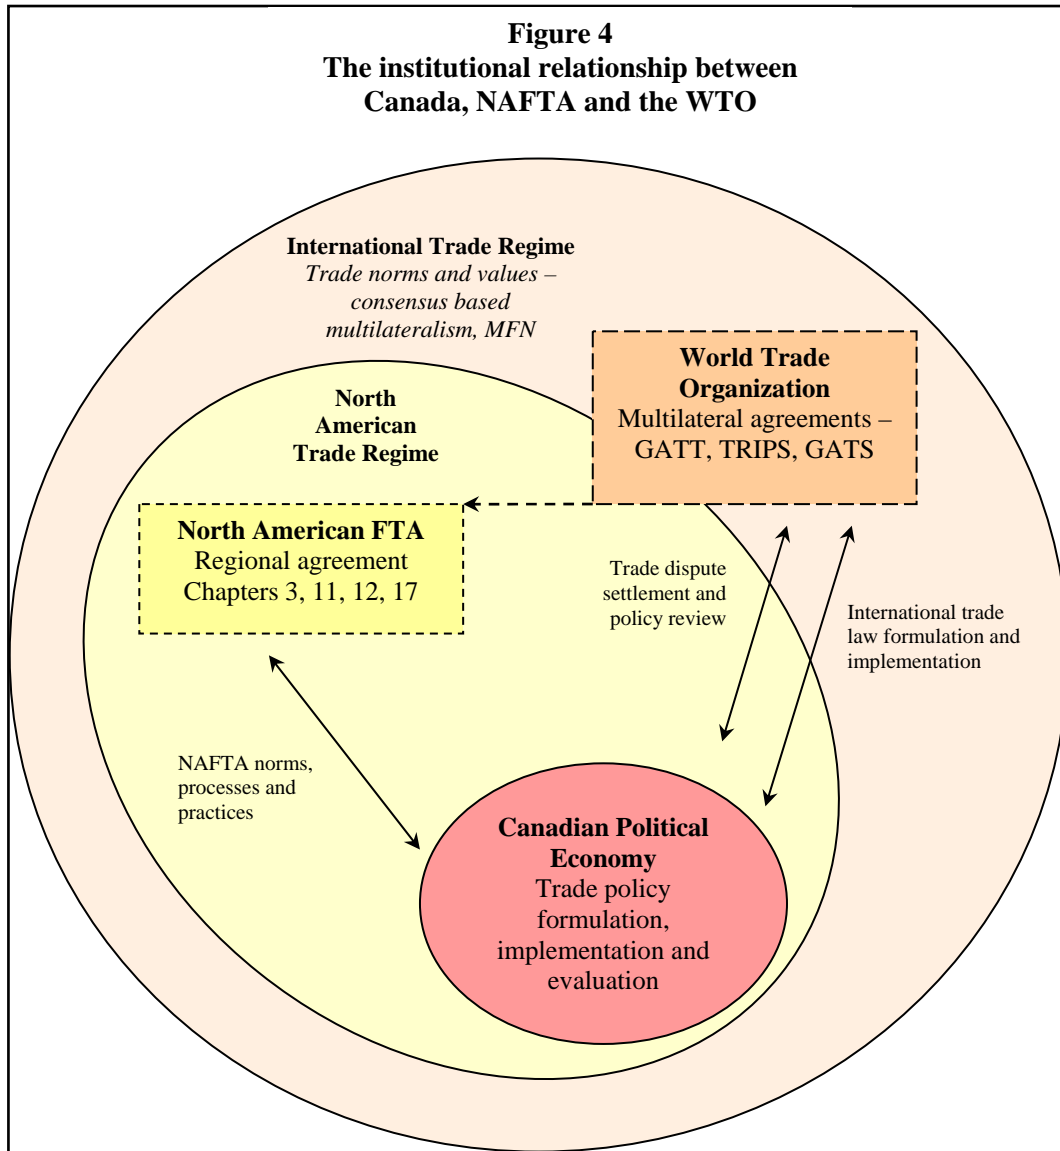 Figure 4
The institutional relationship between
Canada, NAFTA and the WTO
International Trade Regime
Trade norms and values –
consensus based
multilateralism, MFN
World Trade
Organization
Multilateral agreements –
GATT, TRIPS, GATS
North
American
Trade Regime
North American FTA
Regional agreement
Chapters 3, 11, 12, 17
Trade dispute
settlement and
policy review
International trade
law formulation and
implementation
NAFTA norms,
processes and
practices
Canadian Political
Economy
Trade policy
formulation,
implementation and
evaluation